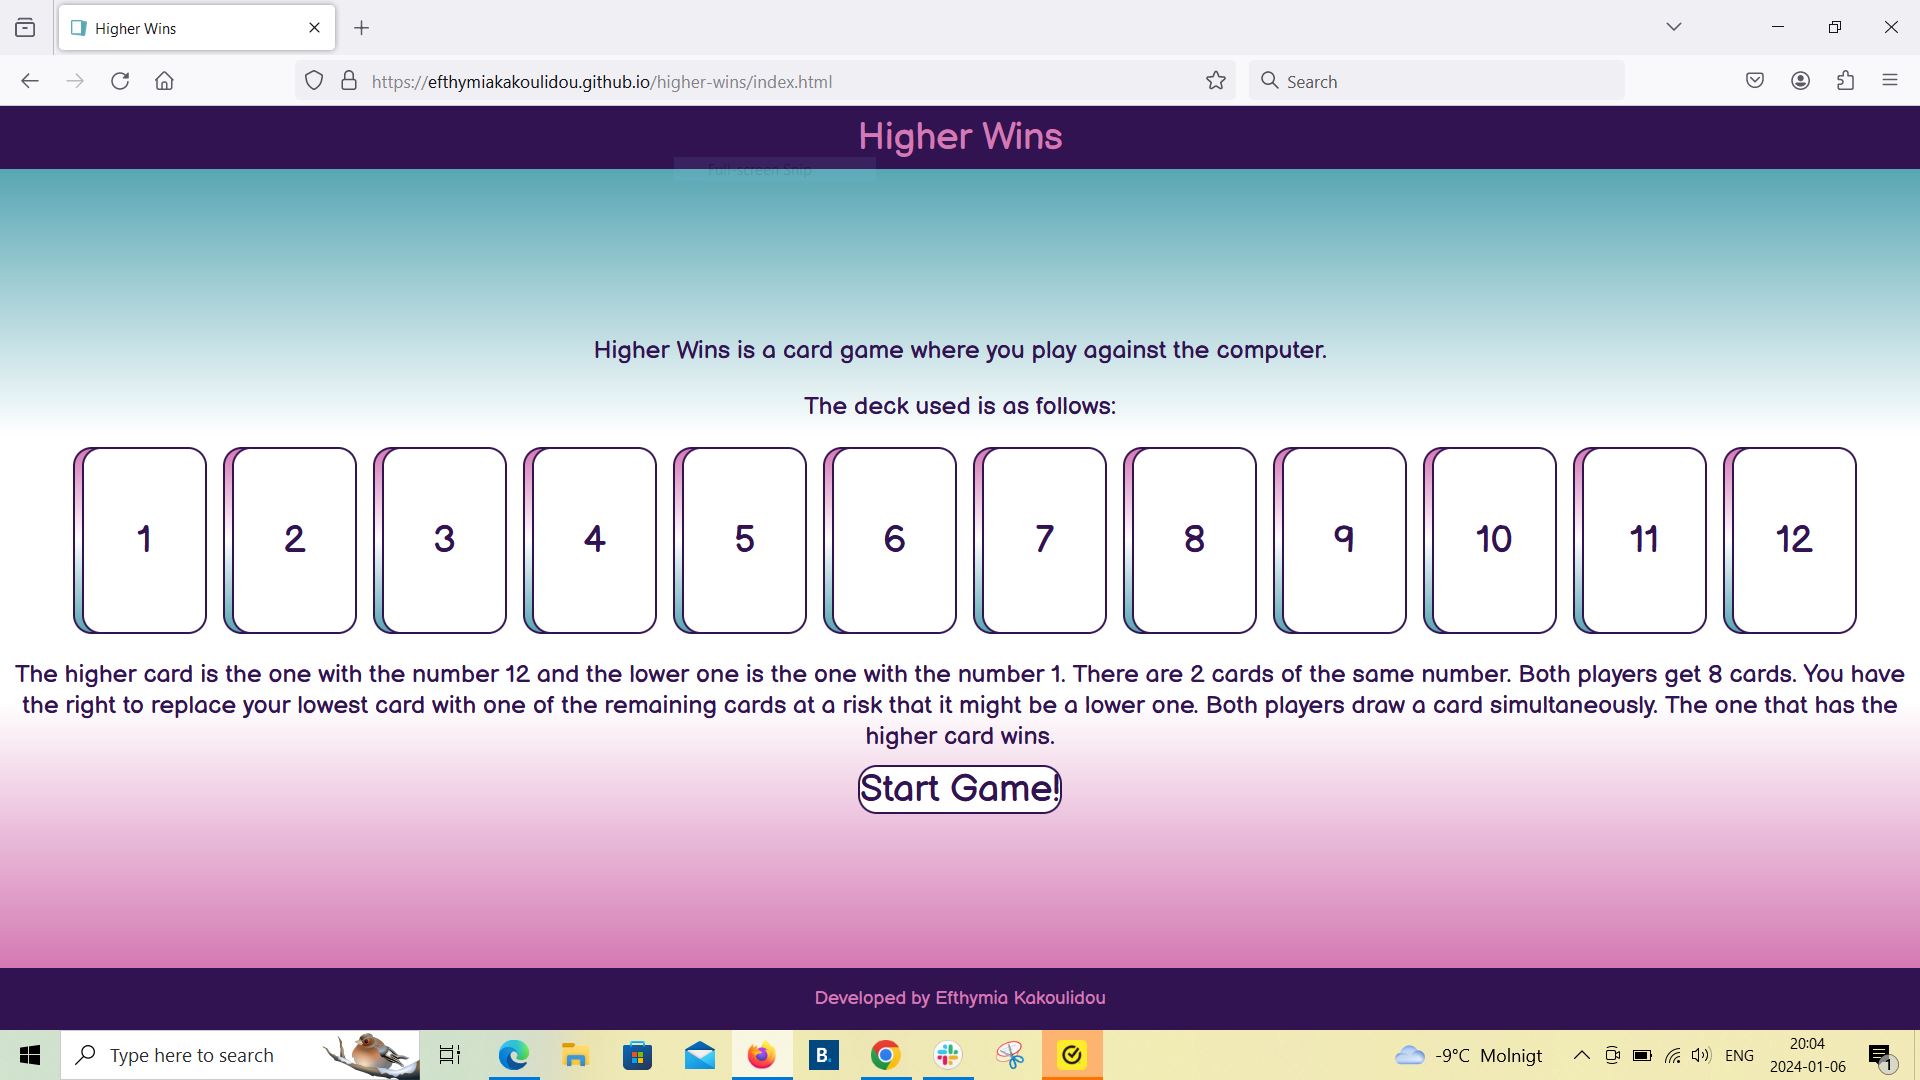 Higher Wins
https://efthymiakakoulidou.github.io/higher-wins/index.html
Search
Higher Wins
Full-screen Snip
Higher Wins is a card game where you play against the computer.
The deck used is as follows:
1 2 3 4 5 6 7 8 9 10 11 12
The higher card is the one with the number 12 and the lower one is the one with the number 1. There are 2 cards of the same number. Both players get 8 cards. You have
the right to replace your lowest card with one of the remaining cards at a risk that it might be a lower one. Both players draw a card simultaneously. The one that has the
higher card wins.
Start Game!
Developed by Efthymia Kakoulidou
Type here to search
B.
-9°C Molnigt
ENG
20:04
2024-01-06
1